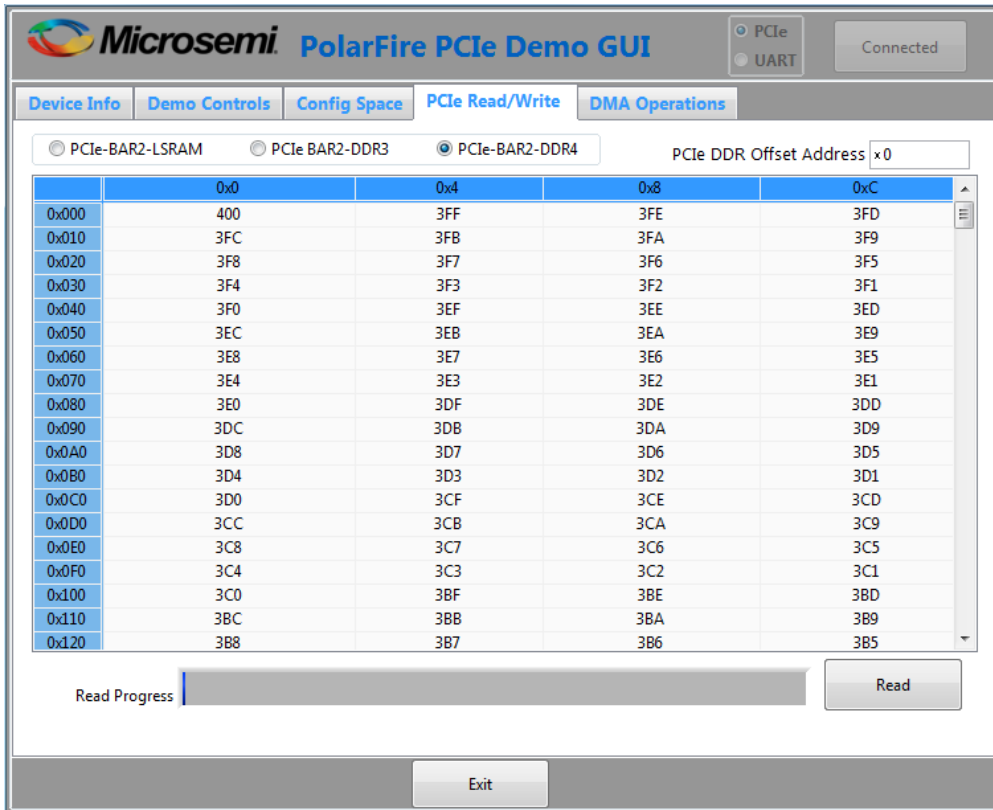 Microsemi. PolarFire PCIe Demo GUI PCIe UART Connected
Device Info Demo Controls Config Space PCIe Read/Write DMA Operations
PCIe-BAR2-LSRAM PCIe BAR2-DDR3 PCIe-BAR2-DDR4 PCIe DDR Offset Address x0
0x0 0x4 0x8 0xC
0x000 400 3FF 3FE 3FD
0x010 3FC 3FB 3FA 3F9
0x020 3F8 3F7 3F6 3F5
0x030 3F4 3F3 3F2 3F1
0x040 3F0 3EF 3EE 3ED
0x050 3EC 3EB 3EA 3E9
0x060 3E8 3E7 3E6 3E5
0x070 3E4 3E3 3E2 3E1
0x080 3E0 3DF 3DE 3DD
0x090 3DC 3DB 3DA 3D9
0x0A0 3D8 3D7 3D6 3D5
0x0B0 3D4 3D3 3D2 3D1
0x0C0 3D0 3CF 3CE 3CD
0x0D0 3CC 3CB 3CA 3C9
0x0E0 3C8 3C7 3C6 3C5
0x0F0 3C4 3C3 3C2 3C1
0x100 3C0 3BF 3BE 3BD
0x110 3BC 3BB 3BA 3B9
0x120 3B8 3B7 3B6 3B5
Read Progress Read
Exit